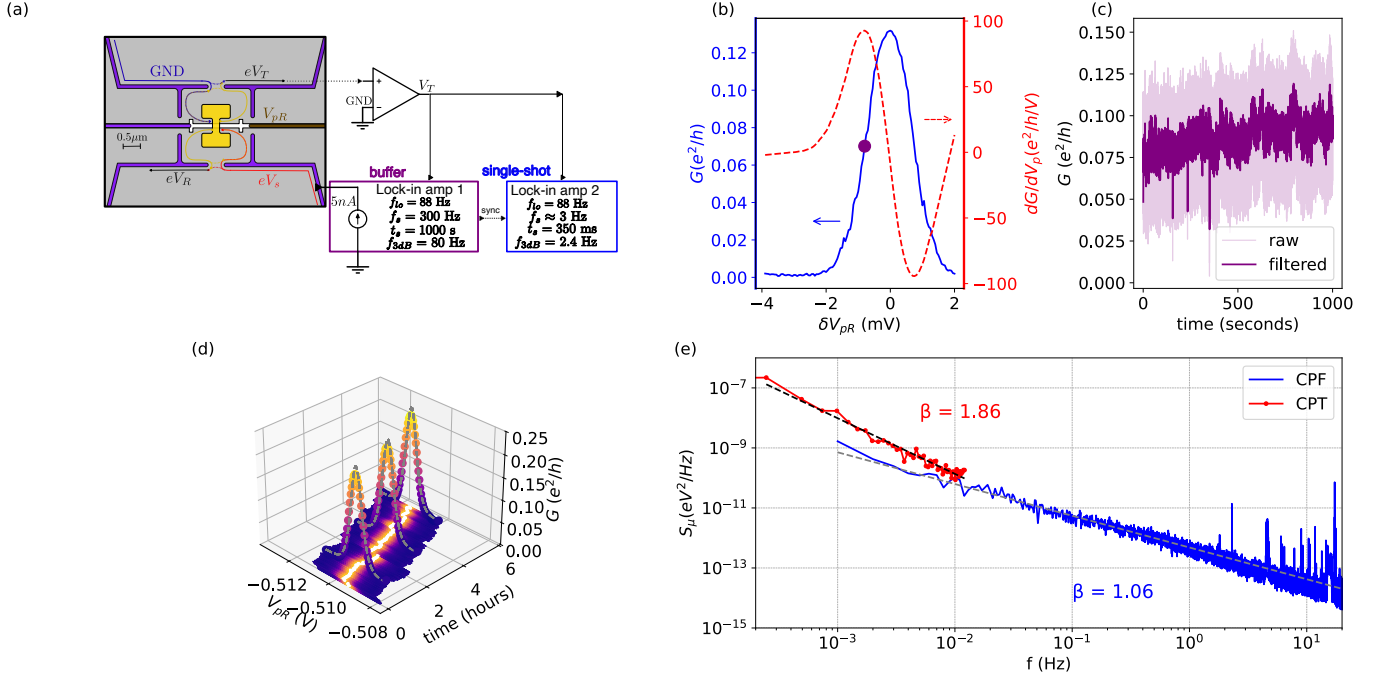 (a)
GND
eV_T
V_pR
0.5μm
eV_R
eV_s
GND
+
−
V_T
5nA
buffer
Lock-in amp 1
f_lo = 88 Hz
f_s = 300 Hz
t_s = 1000 s
f_3dB = 80 Hz
sync
single-shot
Lock-in amp 2
f_lo = 88 Hz
f_s ≈ 3 Hz
t_s = 350 ms
f_3dB = 2.4 Hz
(b)
G(e²/h)
0.12
0.10
0.08
0.06
0.04
0.02
0.00
−4
−2
0
2
δV_pR (mV)
100
50
0
−50
−100
dG/dV_p(e²/h/V)
(c)
G (e²/h)
0.150
0.125
0.100
0.075
0.050
0.025
0.000
raw
filtered
0
500
1000
time (seconds)
(d)
0.25
0.20
0.15
0.10
0.05
0.00
G (e²/h)
−0.512
−0.510
−0.508
V_pR (V)
0
2
4
6
time (hours)
(e)
S_μ(eV²/Hz)
10⁻⁷
10⁻⁹
10⁻¹¹
10⁻¹³
10⁻¹⁵
β = 1.86
β = 1.06
CPF
CPT
10⁻³
10⁻²
10⁻¹
10⁰
10¹
f (Hz)